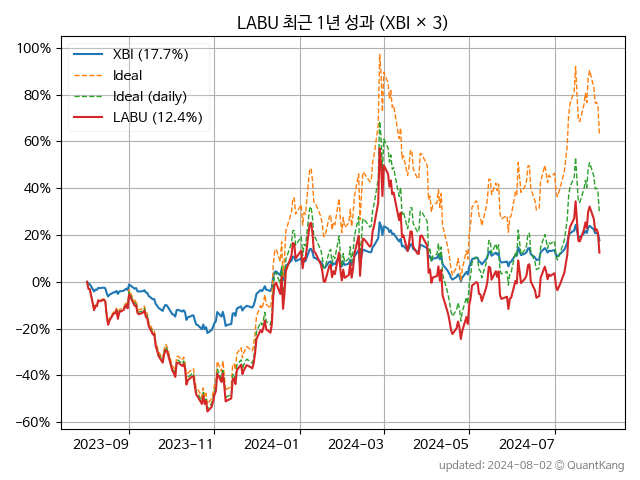 LABU 최근 1년 성과 (XBI × 3)
100%
80%
60%
40%
20%
0%
−20%
−40%
−60%
XBI (17.7%)
Ideal
Ideal (daily)
LABU (12.4%)
2023-09
2023-11
2024-01
2024-03
2024-05
2024-07
updated: 2024-08-02 © QuantKang